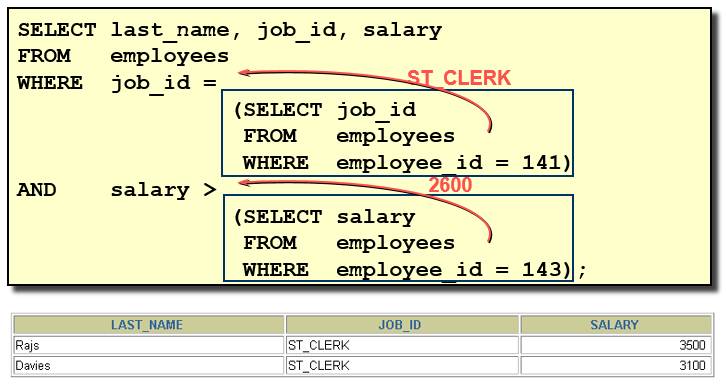 SELECT last_name, job_id, salary
FROM employees
WHERE job_id =
ST_CLERK
(SELECT job_id
FROM employees
WHERE employee_id = 141)
AND salary >
2600
(SELECT salary
FROM employees
WHERE employee_id = 143);
LAST_NAME JOB_ID SALARY
Rajs ST_CLERK 3500
Davies ST_CLERK 3100